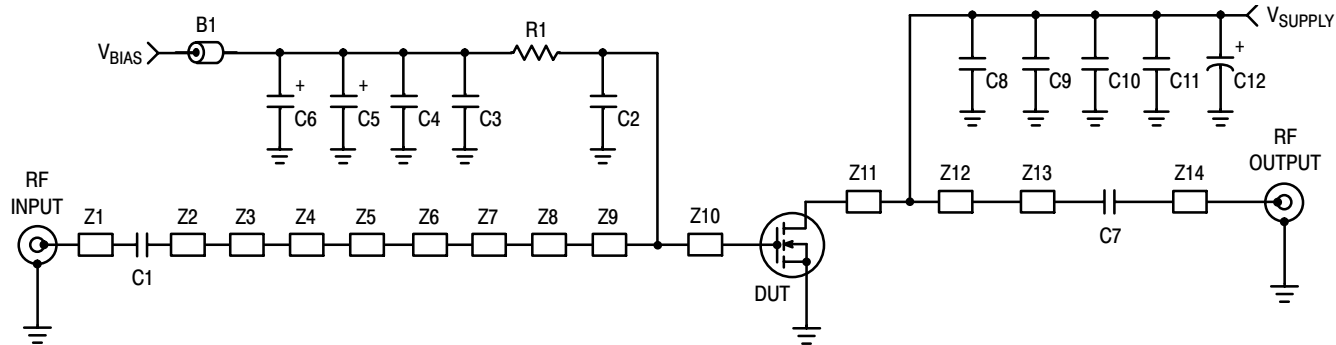 B1
V_BIAS
R1
+
C6
+
C5
C4
C3
C2
V_SUPPLY
C8
C9
C10
C11
+
C12
RF
INPUT
Z1
C1
Z2
Z3
Z4
Z5
Z6
Z7
Z8
Z9
Z10
DUT
Z11
Z12
Z13
C7
Z14
RF
OUTPUT